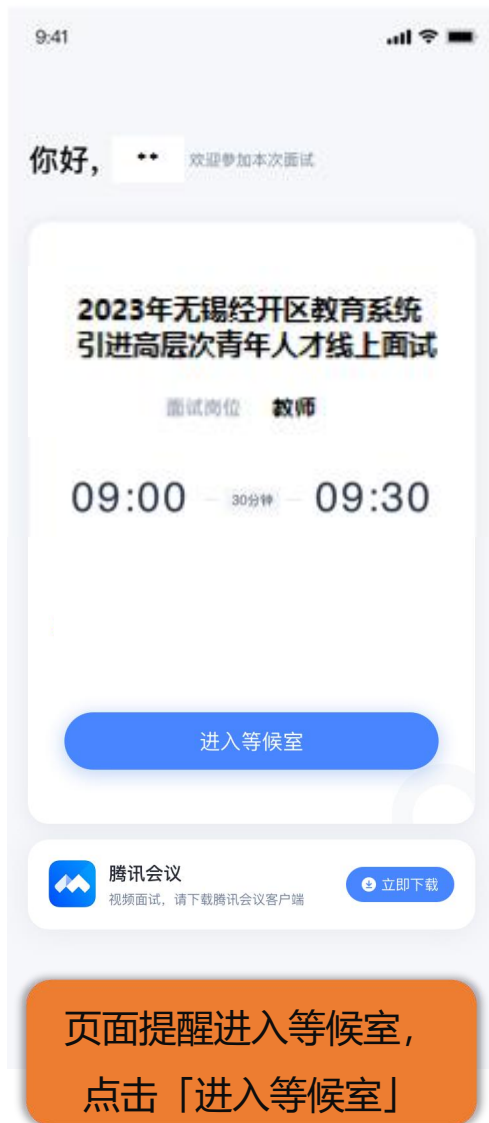 9:41
你好， ** 欢迎参加本次面试
2023年无锡经开区教育系统
引进高层次青年人才线上面试
面试岗位 教师
09:00 — 30分钟 — 09:30
进入等候室
腾讯会议
视频面试，请下载腾讯会议客户端
立即下载
页面提醒进入等候室，
点击「进入等候室」